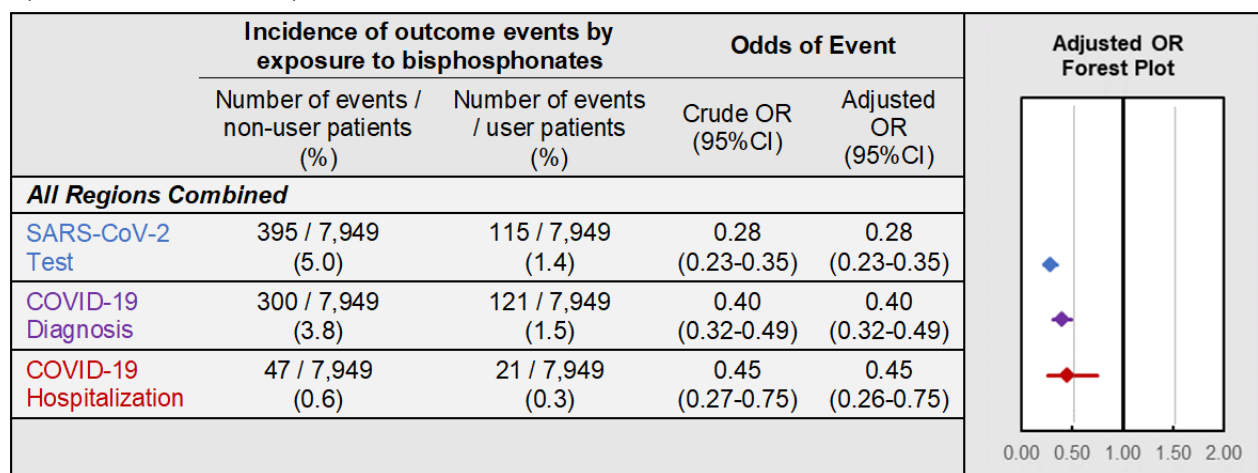 Incidence of outcome events by
exposure to bisphosphonates
Odds of Event
Adjusted OR
Forest Plot
Number of events /
non-user patients
(%)
Number of events
/ user patients
(%)
Crude OR
(95%CI)
Adjusted
OR
(95%CI)
All Regions Combined
SARS-CoV-2
Test
395 / 7,949
(5.0)
115 / 7,949
(1.4)
0.28
(0.23-0.35)
0.28
(0.23-0.35)
COVID-19
Diagnosis
300 / 7,949
(3.8)
121 / 7,949
(1.5)
0.40
(0.32-0.49)
0.40
(0.32-0.49)
COVID-19
Hospitalization
47 / 7,949
(0.6)
21 / 7,949
(0.3)
0.45
(0.27-0.75)
0.45
(0.26-0.75)
0.00 0.50 1.00 1.50 2.00